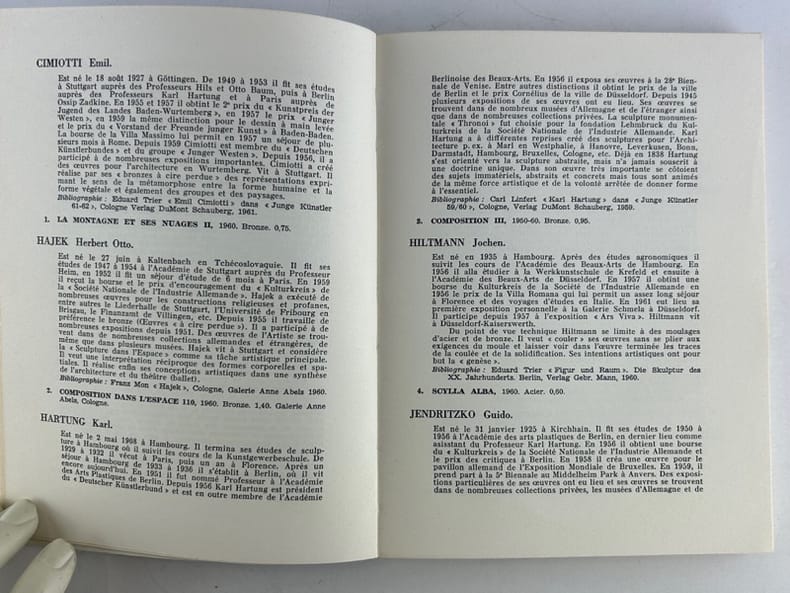 CIMIOTTI Emil.
Est né le 18 août 1927 à Göttingen. De 1949 à 1953 il fit ses études
à Stuttgart auprès des Professeurs Hils et Otto Baum, puis à Berlin
auprès des Professeurs Karl Hartung et à Paris auprès de
Ossip Zadkine. En 1955 et 1957 il obtint le 2e prix du « Kunstpreis der
Jugend des Landes Baden-Wurtemberg », en 1957 le prix « Junger
Westen », en 1959 la même distinction pour le dessin à main levée
et le prix du « Vorstand der Freunde junger Kunst » à Baden-Baden.
La bourse de la Villa Massimo lui permit en 1957 un séjour de plu-
sieurs mois à Rome. Depuis 1959 Cimiotti est membre du « Deutschen
Künstlerbundes » et du groupe « Junger Westen ». Depuis 1956, il a
participé à de nombreuses expositions importantes. Cimiotti a créé
des œuvres pour l'architecture en Wurtemberg. Vit à Stuttgart. Il
réalise par ses « bronzes à cire perdue » des représentations expri-
mant le sens de la métamorphose entre la forme humaine et la
forme végétale et également des groupes et des paysages.
Bibliographie : Eduard Trier « Emil Cimiotti » dans « Junge Künstler
61-62 », Cologne Verlag DuMont Schauberg, 1961.
1. LA MONTAGNE ET SES NUAGES II, 1960. Bronze. 0,75.
HAJEK Herbert Otto.
Est né le 27 juin à Kaltenbach en Tchécoslovaquie. Il fit ses
études de 1947 à 1954 à l'Académie de Stuttgart auprès du Professeur
Heim, en 1952 il fit un séjour d'étude de 6 mois à Paris. En 1959
il reçut la bourse et le prix d'encouragement du « Kulturkreis » de
la « Société Nationale de l'Industrie Allemande ». Hajek a exécuté de
nombreuses œuvres pour les constructions religieuses et profanes,
entre autres le Liederhalle de Stuttgart, l'Université de Fribourg en
Brisgau, le Finanzamt de Villingen, etc. Depuis 1955 il travaille de
préférence le bronze (Œuvres « à cire perdue »). Il a participé à de
nombreuses expositions depuis 1951. Des œuvres de l'Artiste se trou-
vent dans de nombreuses collections allemandes et étrangères, de
même que dans plusieurs musées. Hajek vit à Stuttgart et considère
la « Sculpture dans l'Espace » comme sa tâche artistique principale.
Il veut une interprétation réciproque des formes corporelles et spa-
tiales. Il réalise enfin ses conceptions artistiques dans une synthèse
de l'architecture et du théâtre (ballet).
Bibliographie : Franz Mon « Hajek », Cologne, Galerie Anne Abels 1960.
2. COMPOSITION DANS L'ESPACE 110, 1960. Bronze. 1,40. Galerie Anne
Abels, Cologne.
HARTUNG Karl.
Est né le 2 mai 1968 à Hambourg. Il termina ses études de sculp-
ture à Hambourg où il suivit les cours de la Kunstgewerbeschule. De
1929 à 1932 il vécut à Paris, puis un an à Florence. Après un
séjour à Hambourg de 1933 à 1936 il s'établit à Berlin, où il vit
encore aujourd'hui. En 1951 il fut nommé Professeur à l'Académie
des Arts Plastiques de Berlin. Depuis 1956 Karl Hartung est président
du « Deutscher Künstlerbund » et est en outre membre de l'Académie
Berlinoise des Beaux-Arts. En 1956 il exposa ses œuvres à la 28e Bien-
nale de Venise. Entre autres distinctions il obtint le prix de la ville
de Berlin et le prix Cornélius de la ville de Düsseldorf. Depuis 1945
plusieurs expositions de ses œuvres ont eu lieu. Ses œuvres se
trouvent dans de nombreux musées d'Allemagne et de l'étranger ainsi
que dans de nombreuses collections privées. La sculpture monumen-
tale « Thronoi » fut choisie pour la fondation Lehmbruck du Kul-
turkreis de la Société Nationale de l'Industrie Allemande. Karl
Hartung a à différentes reprises créé des sculptures pour l'Archi-
tecture p. ex. à Marl en Westphalie, à Hanovre, Leverkusen, Bonn,
Darmstadt, Hambourg, Bruxelles, Cologne, etc. Déjà en 1838 Hartung
s'est orienté vers la sculpture abstraite, mais n'a jamais souscrit à
une doctrine unique. Dans son œuvre très importante se côtoient
des sujets immatériels, abstraits et concrets mais tous sont animés
de la même force artistique et de la volonté arrêtée de donner forme
à l'essentiel.
Bibliographie : Carl Linfert « Karl Hartung » dans « Junge Künstler
59/60 », Cologne, Verlag DuMont Schauberg, 1959.
3. COMPOSITION III, 1950-60. Bronze. 0,95.
HILTMANN Jochen.
Est né en 1935 à Hambourg. Après des études agronomiques il
suivit les cours de l'Académie des Beaux-Arts de Hambourg. En
1956 il alla étudier à la Werkkunstschule de Krefeld et ensuite à
l'Académie des Beaux-Arts de Düsseldorf. En 1957 il obtint une
bourse du Kulturkreis de la Société de l'Industrie Allemande en
1956 le prix de la Villa Romana qui lui permit un assez long séjour
à Florence et des voyages d'études en Italie. En 1961 eut lieu sa
première exposition personnelle à la Galerie Schmela à Düsseldorf.
Il participe depuis 1957 à l'exposition « Ars Viva ». Hiltmann vit
à Düsseldorf-Kaiserswerth.
Du point de vue technique Hiltmann se limite à des moulages
d'acier et de bronze. Il veut « couler » ses œuvres sans se plier aux
exigences du moule et laisser voir dans l'œuvre terminée les traces
de la coulée et de la solidification. Ses intentions artistiques ont pour
but la « genèse ».
Bibliographie : Eduard Trier « Figur und Raum ». Die Skulptur des
XX. Jahrhunderts. Berlin, Verlag Gebr. Mann, 1960.
4. SCYLLA ALBA, 1960. Acier. 0,60.
JENDRITZKO Guido.
Est né le 31 janvier 1925 à Kirchhain. Il fit ses études de 1950 à
1956 à l'Académie des arts plastiques de Berlin, en dernier lieu comme
assistant du Professeur Karl Hartung. En 1956 il obtient une bourse
du « Kulturkreis » de la Société Nationale de l'Industrie Allemande et
le prix des critiques à Berlin. En 1958 il créa une œuvre pour le
pavillon allemand de l'Exposition Mondiale de Bruxelles. En 1959, il
prend part à la 5e Biennale au Middelheim Park à Anvers. Des exposi-
tions particulières de ses œuvres ont eu lieu et ses œuvres se trouvent
dans de nombreuses collections privées, les musées d'Allemagne et de